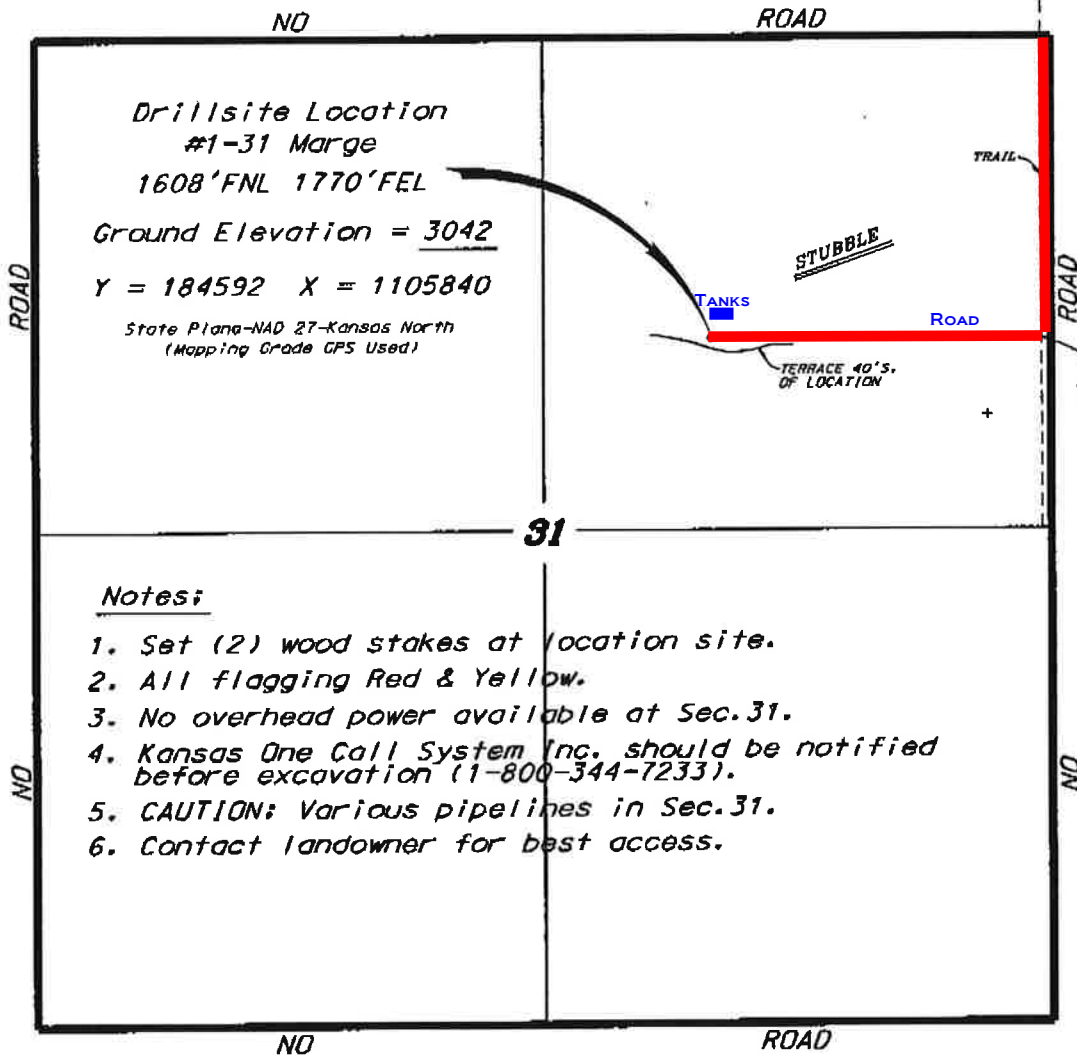 NO ROAD
Drillsite Location
#1-31 Marge
1608'FNL 1770'FEL
Ground Elevation = 3042
Y = 184592 X = 1105840
State Plane-NAD 27-Kansas North
(Mapping Grade GPS Used)
TRAIL
STUBBLE
TANKS
ROAD
TERRACE 40'S.
OF LOCATION
NO ROAD
NO ROAD
31
Notes:
1. Set (2) wood stakes at location site.
2. All flagging Red & Yellow.
3. No overhead power available at Sec.31.
4. Kansas One Call System Inc. should be notified
before excavation (1-800-344-7233).
5. CAUTION: Various pipelines in Sec.31.
6. Contact landowner for best access.
NO ROAD